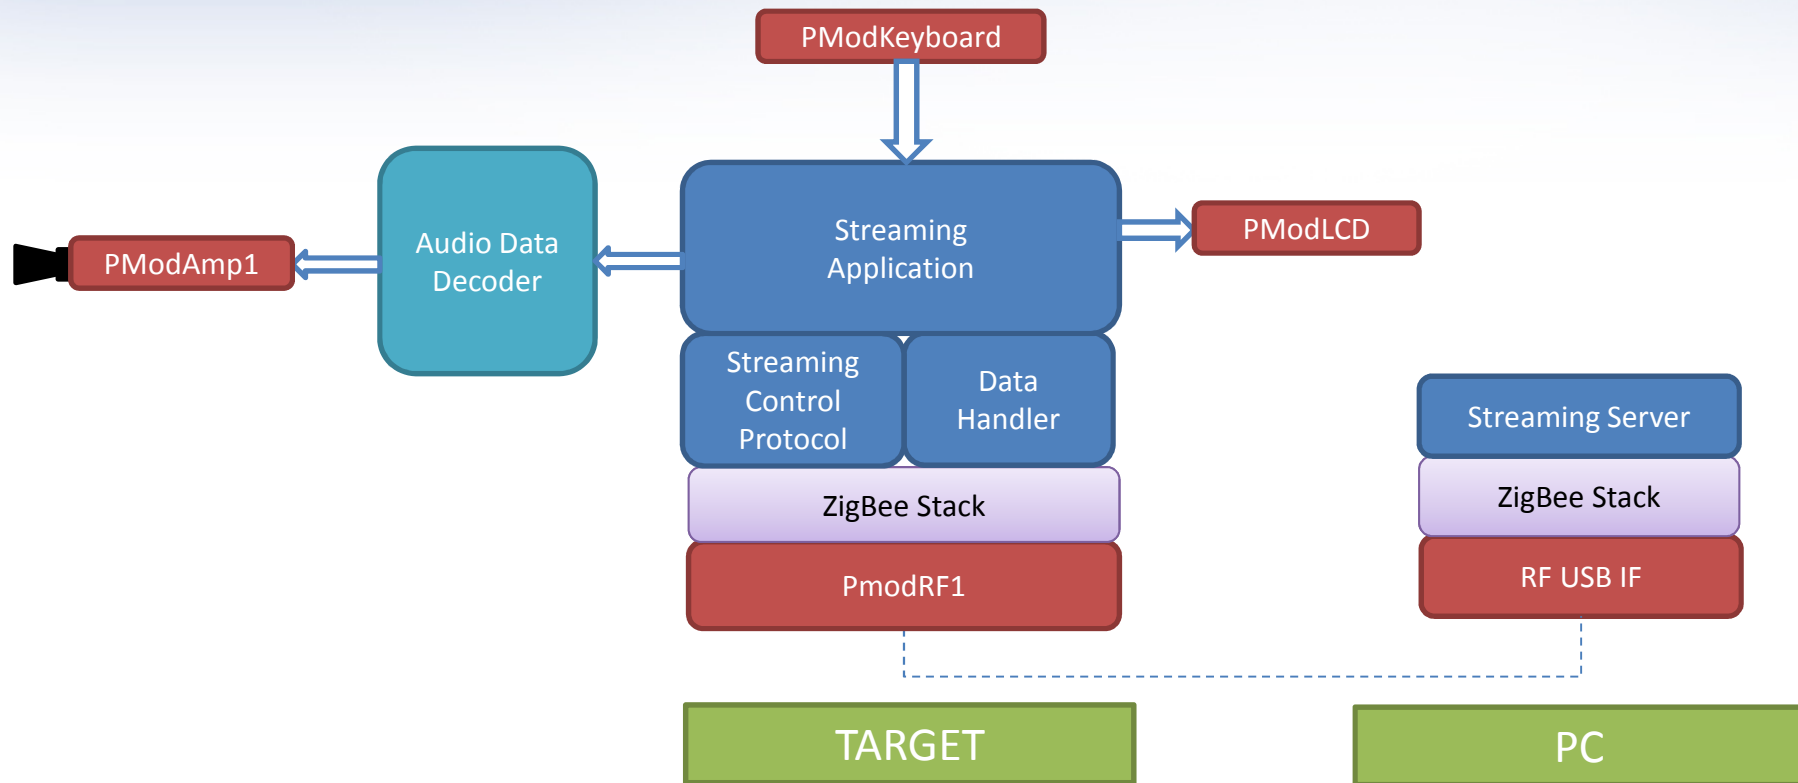 PModKeyboard
Audio Data
Decoder
Streaming
Application
PModLCD
PModAmp1
Streaming
Control
Protocol
Data
Handler
Streaming Server
ZigBee Stack
ZigBee Stack
PmodRF1
RF USB IF
TARGET
PC